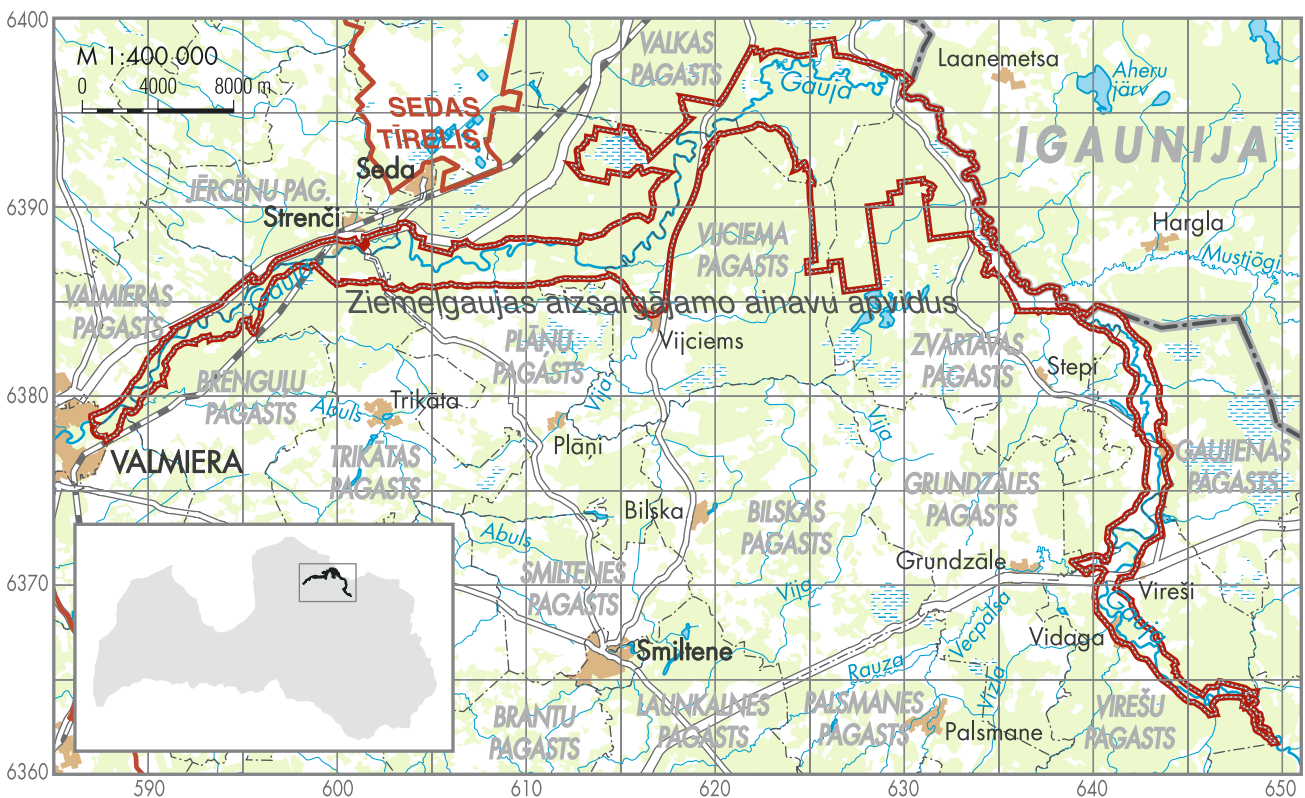 6400
M 1:400 000
0 4000 8000 m
VALKAS
PAGASTS
Laanemetsa
Aheru
järv
Gauja
SEDAS
TĪRELIS
IGAUNIJA
Seda
JĒRCĒNU PAG.
Strenči
6390
Hargla
VIJCIEMA
PAGASTS
Mustjõgi
VALMIERAS
PAGASTS
Gauja
Ziemeļgaujas aizsargājamo ainavu apvidus
Vijciems
PLĀŅU
PAGASTS
ZVĀRTAVAS
PAGASTS
Stepi
BRENGUĻU
PAGASTS
6380
Abuls
Trikāta
Vija
Vija
VALMIERA
Plāņi
TRIKĀTAS
PAGASTS
GAUJIENAS
PAGASTS
GRUNDZĀLES
PAGASTS
Bilska
BILSKAS
PAGASTS
Abuls
Grundzāle
SMILTENES
PAGASTS
6370
Vija
Vireši
Gauja
Vecpalsa
Vidaga
Smiltene
Rauza
Vizla
BRANTU
PAGASTS
LAUNKALNES
PAGASTS
PALSMANES
PAGASTS
Palsmane
VIREŠU
PAGASTS
6360
590 600 610 620 630 640 650